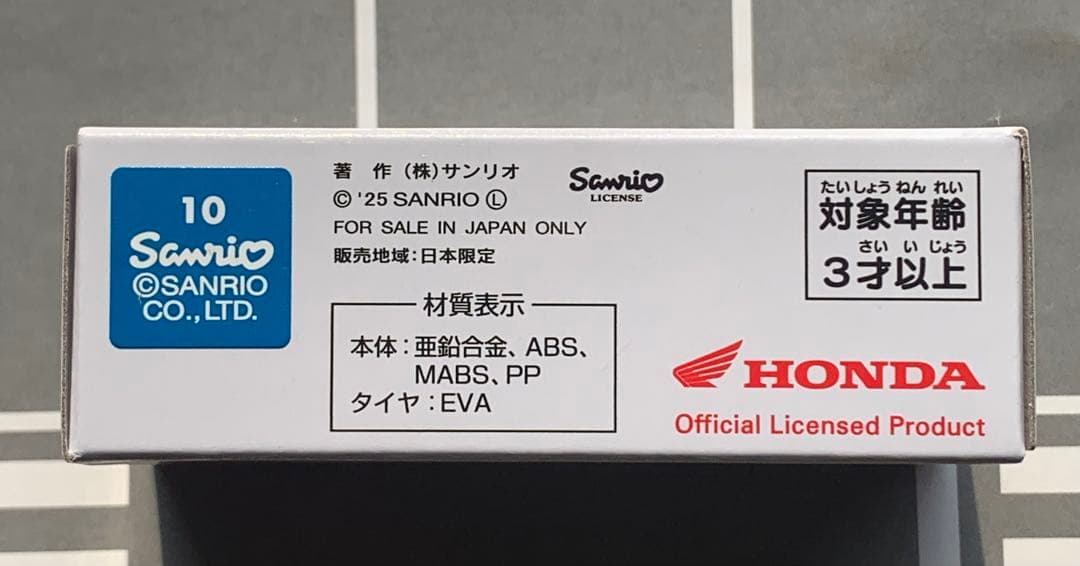 10
Sanrio
©SANRIO
CO., LTD.
著 作 (株)サンリオ
© '25 SANRIO Ⓛ
FOR SALE IN JAPAN ONLY
販売地域:日本限定
Sanrio
LICENSE
材質表示
本体:亜鉛合金、ABS、
MABS、PP
タイヤ:EVA
たいしょうねんれい
対象年齢
さい い じょう
3才以上
HONDA
Official Licensed Product